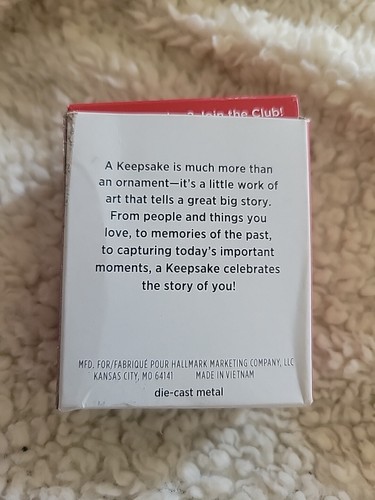 Join the Club!
A Keepsake is much more than
an ornament—it's a little work of
art that tells a great big story.
From people and things you
love, to memories of the past,
to capturing today's important
moments, a Keepsake celebrates
the story of you!
MFD. FOR/FABRIQUÉ POUR HALLMARK MARKETING COMPANY, LLC
KANSAS CITY, MO 64141 MADE IN VIETNAM
die-cast metal